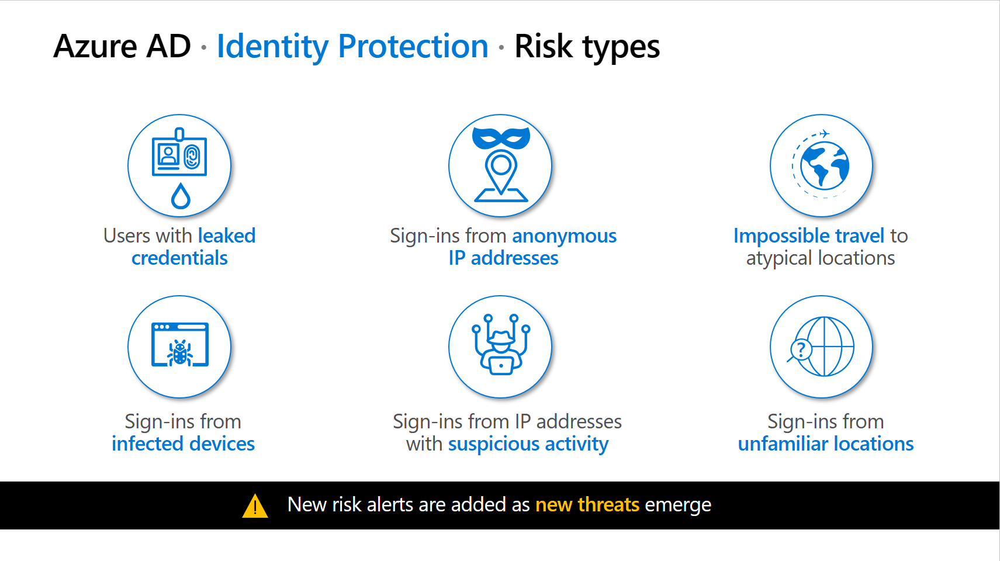 Azure AD · Identity Protection · Risk types
Users with leaked
credentials
Sign-ins from anonymous
IP addresses
Impossible travel to
atypical locations
?
Sign-ins from
infected devices
Sign-ins from IP addresses
with suspicious activity
Sign-ins from
unfamiliar locations
! New risk alerts are added as new threats emerge